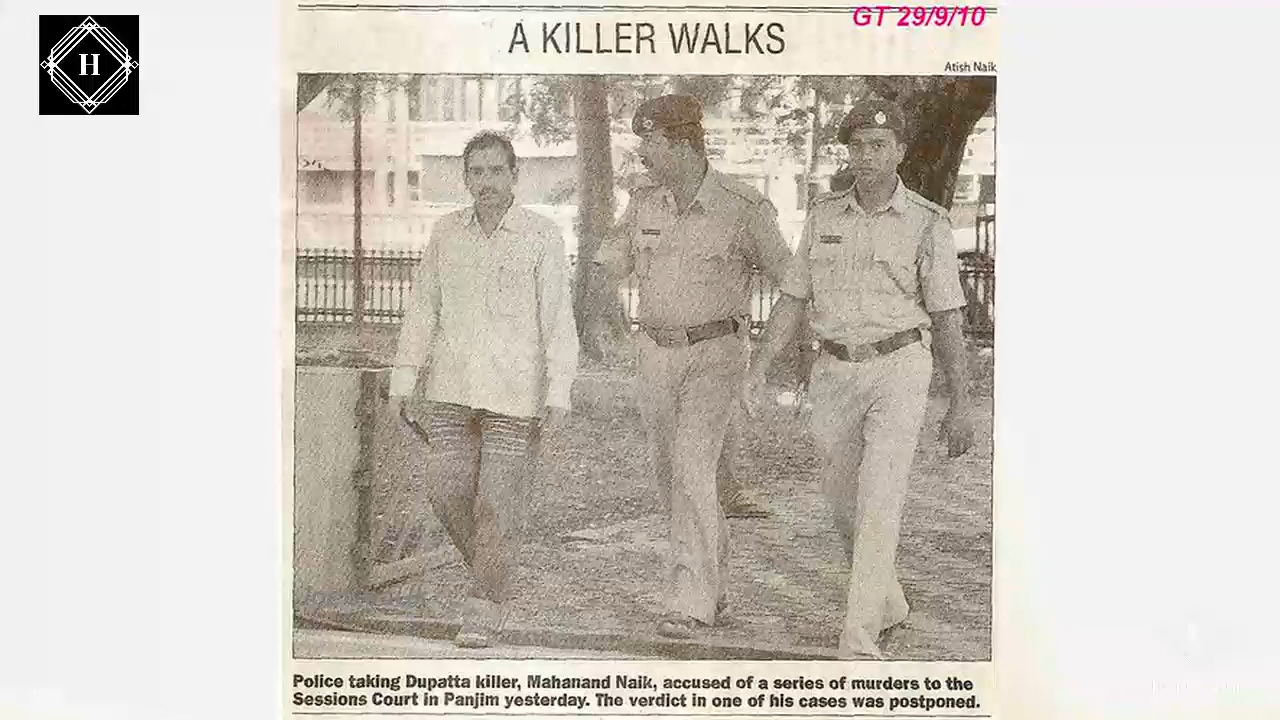 H
GT 29/9/10
A KILLER WALKS
Atish Naik
Police taking Dupatta killer, Mahanand Naik, accused of a series of murders to the
Sessions Court in Panjim yesterday. The verdict in one of his cases was postponed.